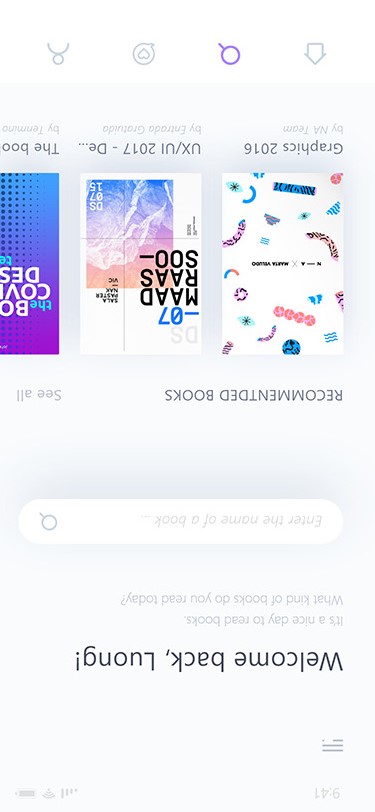 9:41
Welcome back, Luong!
It's a nice day to read books.
What kind of books do you read today?
Enter the name of a book ...
RECOMMENTDED BOOKS
See all
N — A
MARTA VELUDO
DS
—07
MAAD
RAAS
SOO—
SALA
PASTER
NAK
VIC
DS
07
15
the
BO
COV
DES
Graphics 2016
by NA Team
UX/UI 2017 - De...
by Entrada Gratuida
The book
by Tenmino